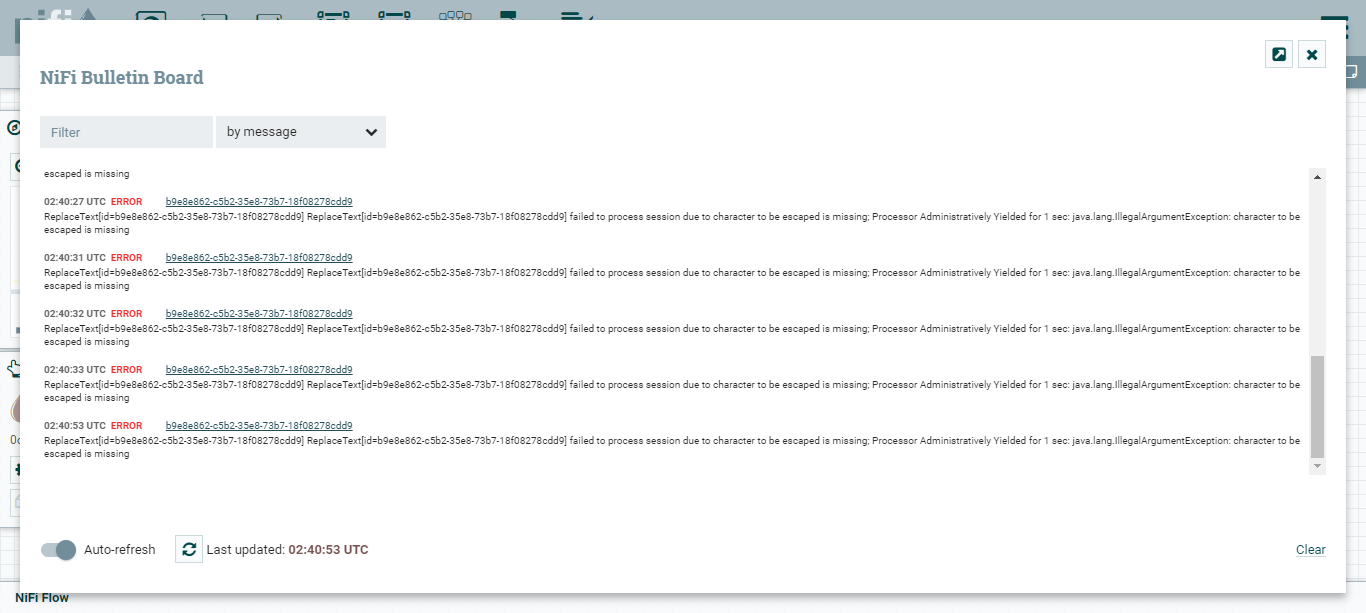 nifi
NiFi Bulletin Board
Filter
by message
escaped is missing
02:40:27 UTC ERROR b9e8e862-c5b2-35e8-73b7-18f08278cdd9
ReplaceText[id=b9e8e862-c5b2-35e8-73b7-18f08278cdd9] ReplaceText[id=b9e8e862-c5b2-35e8-73b7-18f08278cdd9] failed to process session due to character to be escaped is missing; Processor Administratively Yielded for 1 sec: java.lang.IllegalArgumentException: character to be
escaped is missing
02:40:31 UTC ERROR b9e8e862-c5b2-35e8-73b7-18f08278cdd9
ReplaceText[id=b9e8e862-c5b2-35e8-73b7-18f08278cdd9] ReplaceText[id=b9e8e862-c5b2-35e8-73b7-18f08278cdd9] failed to process session due to character to be escaped is missing; Processor Administratively Yielded for 1 sec: java.lang.IllegalArgumentException: character to be
escaped is missing
02:40:32 UTC ERROR b9e8e862-c5b2-35e8-73b7-18f08278cdd9
ReplaceText[id=b9e8e862-c5b2-35e8-73b7-18f08278cdd9] ReplaceText[id=b9e8e862-c5b2-35e8-73b7-18f08278cdd9] failed to process session due to character to be escaped is missing; Processor Administratively Yielded for 1 sec: java.lang.IllegalArgumentException: character to be
escaped is missing
02:40:33 UTC ERROR b9e8e862-c5b2-35e8-73b7-18f08278cdd9
ReplaceText[id=b9e8e862-c5b2-35e8-73b7-18f08278cdd9] ReplaceText[id=b9e8e862-c5b2-35e8-73b7-18f08278cdd9] failed to process session due to character to be escaped is missing; Processor Administratively Yielded for 1 sec: java.lang.IllegalArgumentException: character to be
escaped is missing
02:40:53 UTC ERROR b9e8e862-c5b2-35e8-73b7-18f08278cdd9
ReplaceText[id=b9e8e862-c5b2-35e8-73b7-18f08278cdd9] ReplaceText[id=b9e8e862-c5b2-35e8-73b7-18f08278cdd9] failed to process session due to character to be escaped is missing; Processor Administratively Yielded for 1 sec: java.lang.IllegalArgumentException: character to be
escaped is missing
Auto-refresh Last updated: 02:40:53 UTC Clear
NiFi Flow